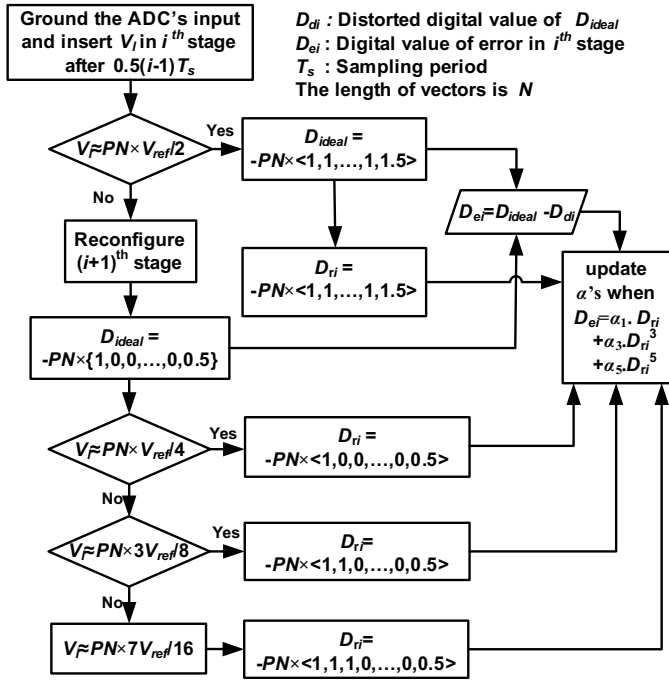 Ground the ADC's input
and insert V_I in i^th stage
after 0.5(i-1)T_s
D_di : Distorted digital value of D_ideal
D_ei : Digital value of error in i^th stage
T_s : Sampling period
The length of vectors is N
V_I≈PN×V_ref/2
Yes
D_ideal =
-PN×<1,1,…,1,1.5>
No
D_ei=D_ideal -D_di
Reconfigure
(i+1)^th
stage
D_ri =
-PN×<1,1,…,1,1.5>
update
α's when
D_ei=α_1. D_ri
+α_3.D_ri^3
+α_5.D_ri^5
D_ideal =
-PN×{1,0,0,…,0,0.5}
V_I≈PN×V_ref/4
Yes
D_ri =
-PN×<1,0,0,…,0,0.5>
No
V_I≈PN×3V_ref/8
Yes
D_ri=
-PN×<1,1,0,…,0,0.5>
No
V_I≈PN×7V_ref/16
D_ri=
-PN×<1,1,1,0,…,0,0.5>